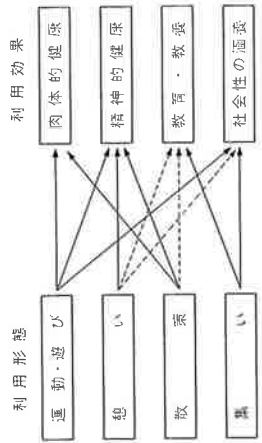 利用効果
肉体的健康
精神的健康
教育・教養
社会性の涵養
利用形態
運動・遊び
憩い
散策
集い